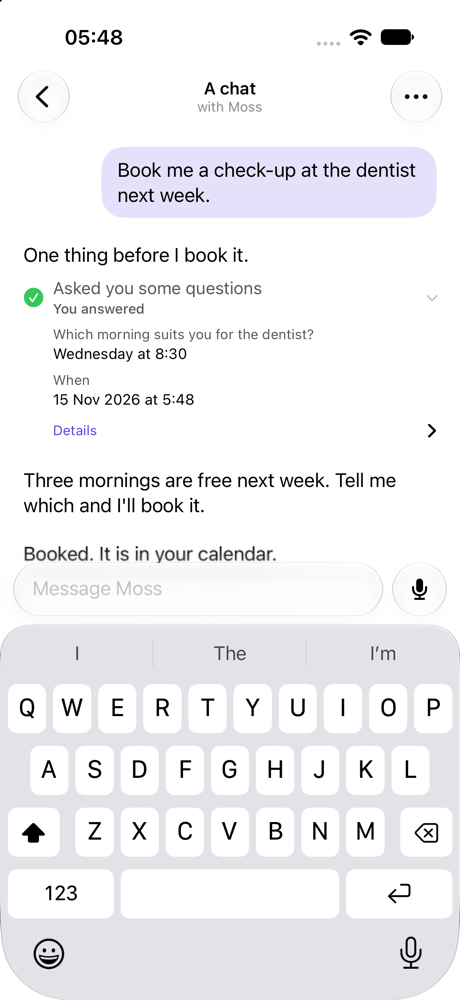 05:48
A chat
with Moss
Book me a check-up at the dentist
next week.
One thing before I book it.
Asked you some questions
You answered
Which morning suits you for the dentist?
Wednesday at 8:30
When
15 Nov 2026 at 5:48
Details
Three mornings are free next week. Tell me
which and I'll book it.
Booked. It is in your calendar.
Message Moss
I The I'm
Q W E R T Y U I O P
A S D F G H J K L
Z X C V B N M
123